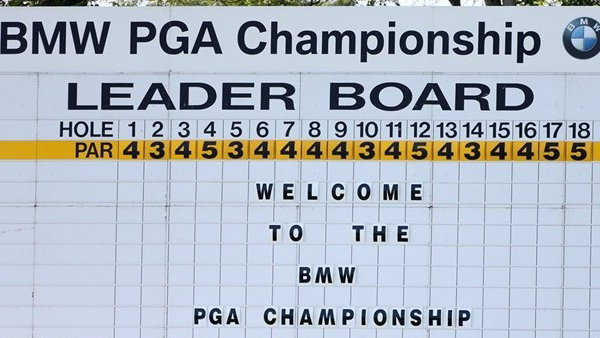 BMW PGA Championship
BMW
LEADER BOARD
HOLE 1 2 3 4 5 6 7 8 9 10 11 12 13 14 15 16 17 18
PAR 4 3 4 5 3 4 4 4 4 3 4 5 4 3 4 4 5 5
WELCOME
TO THE
BMW
PGA CHAMPIONSHIP